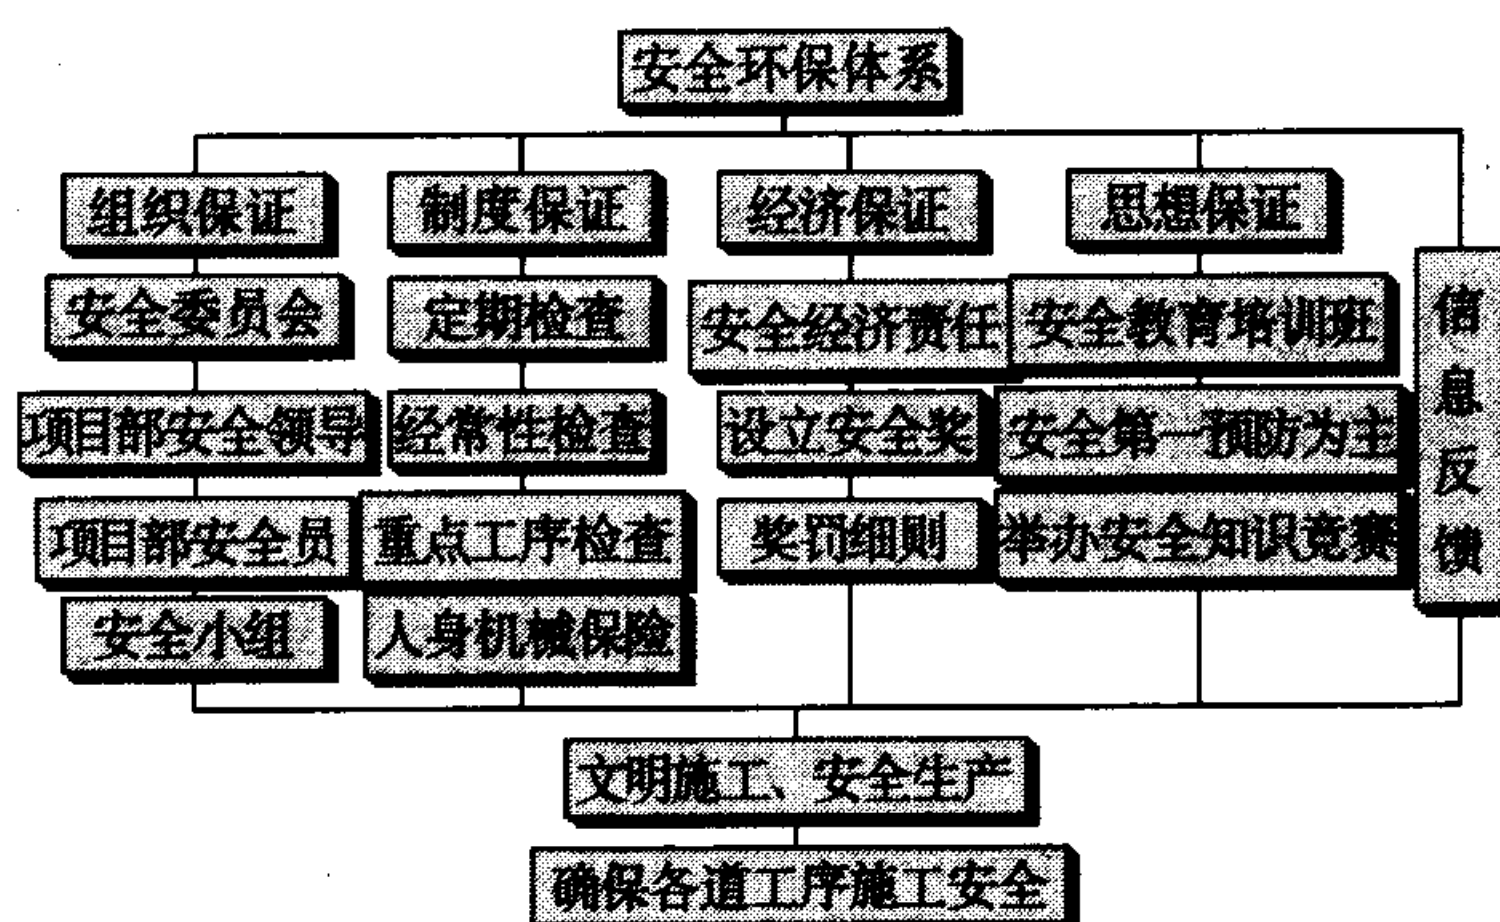 安全环保体系
组织保证
安全委员会
项目部安全领导
项目部安全员
安全小组
制度保证
定期检查
经常性检查
重点工序检查
人身机械保险
经济保证
安全经济责任
设立安全奖
奖罚细则
思想保证
安全教育培训班
安全第一预防为主
举办安全知识竞赛
信息反馈
文明施工、安全生产
确保各道工序施工安全